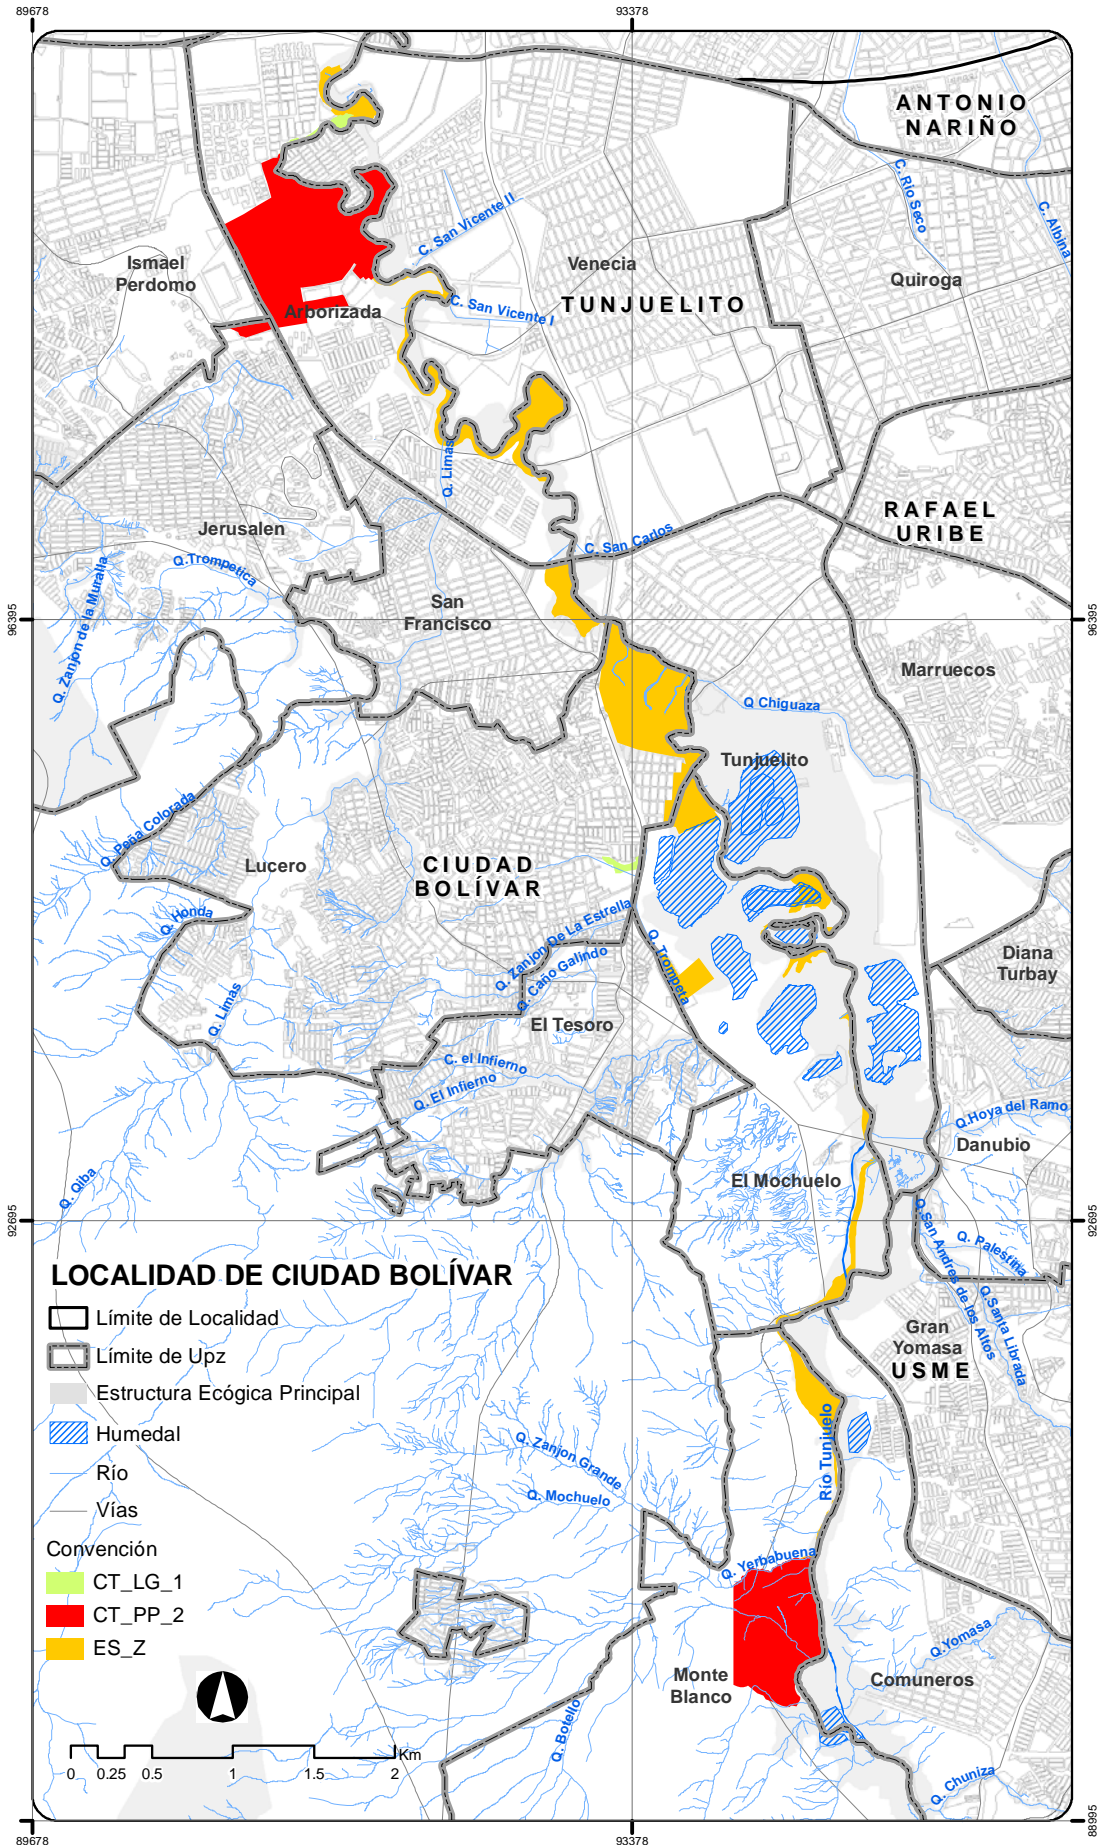 89678
93378
ANTONIO
NARIÑO
C. Río Seco
C. Albina
C. San Vicente II
Ismael
Perdomo
Venecia
Quiroga
TUNJUELITO
C. San Vicente I
Arborizada
Q. Limas
Jerusalen
RAFAEL
URIBE
C. San Carlos
Q.Trompetica
Q. Zanjón de la Muralla
San
Francisco
96395
96395
Marruecos
Q Chiguaza
Tunjuelito
Q. Peña Colorada
Lucero
CIUDAD
BOLÍVAR
Q. Honda
Q. Zanjon De La Estrella
Q. Caño Galindo
Q. Trompeta
Diana
Turbay
Q. Limas
El Tesoro
C. el Infierno
Q. El Infierno
Q.Hoya del Ramo
Danubio
El Mochuelo
Q. Qiba
92695
92695
Q. San Andres de los Altos
Q. Palestina
Q.Santa Librada
LOCALIDAD DE CIUDAD BOLÍVAR
Límite de Localidad
Límite de Upz
Estructura Ecógica Principal
Humedal
Río
Vías
Convención
CT_LG_1
CT_PP_2
ES_Z
Gran
Yomasa
USME
Río Tunjuelo
Q. Zanjon Grande
Q. Mochuelo
Q. Yerbabuena
Q.Yomasa
Monte
Blanco
Comuneros
Q. Botello
Q. Chuniza
Km
0 0.25 0.5 1 1.5 2
89678
93378
88995